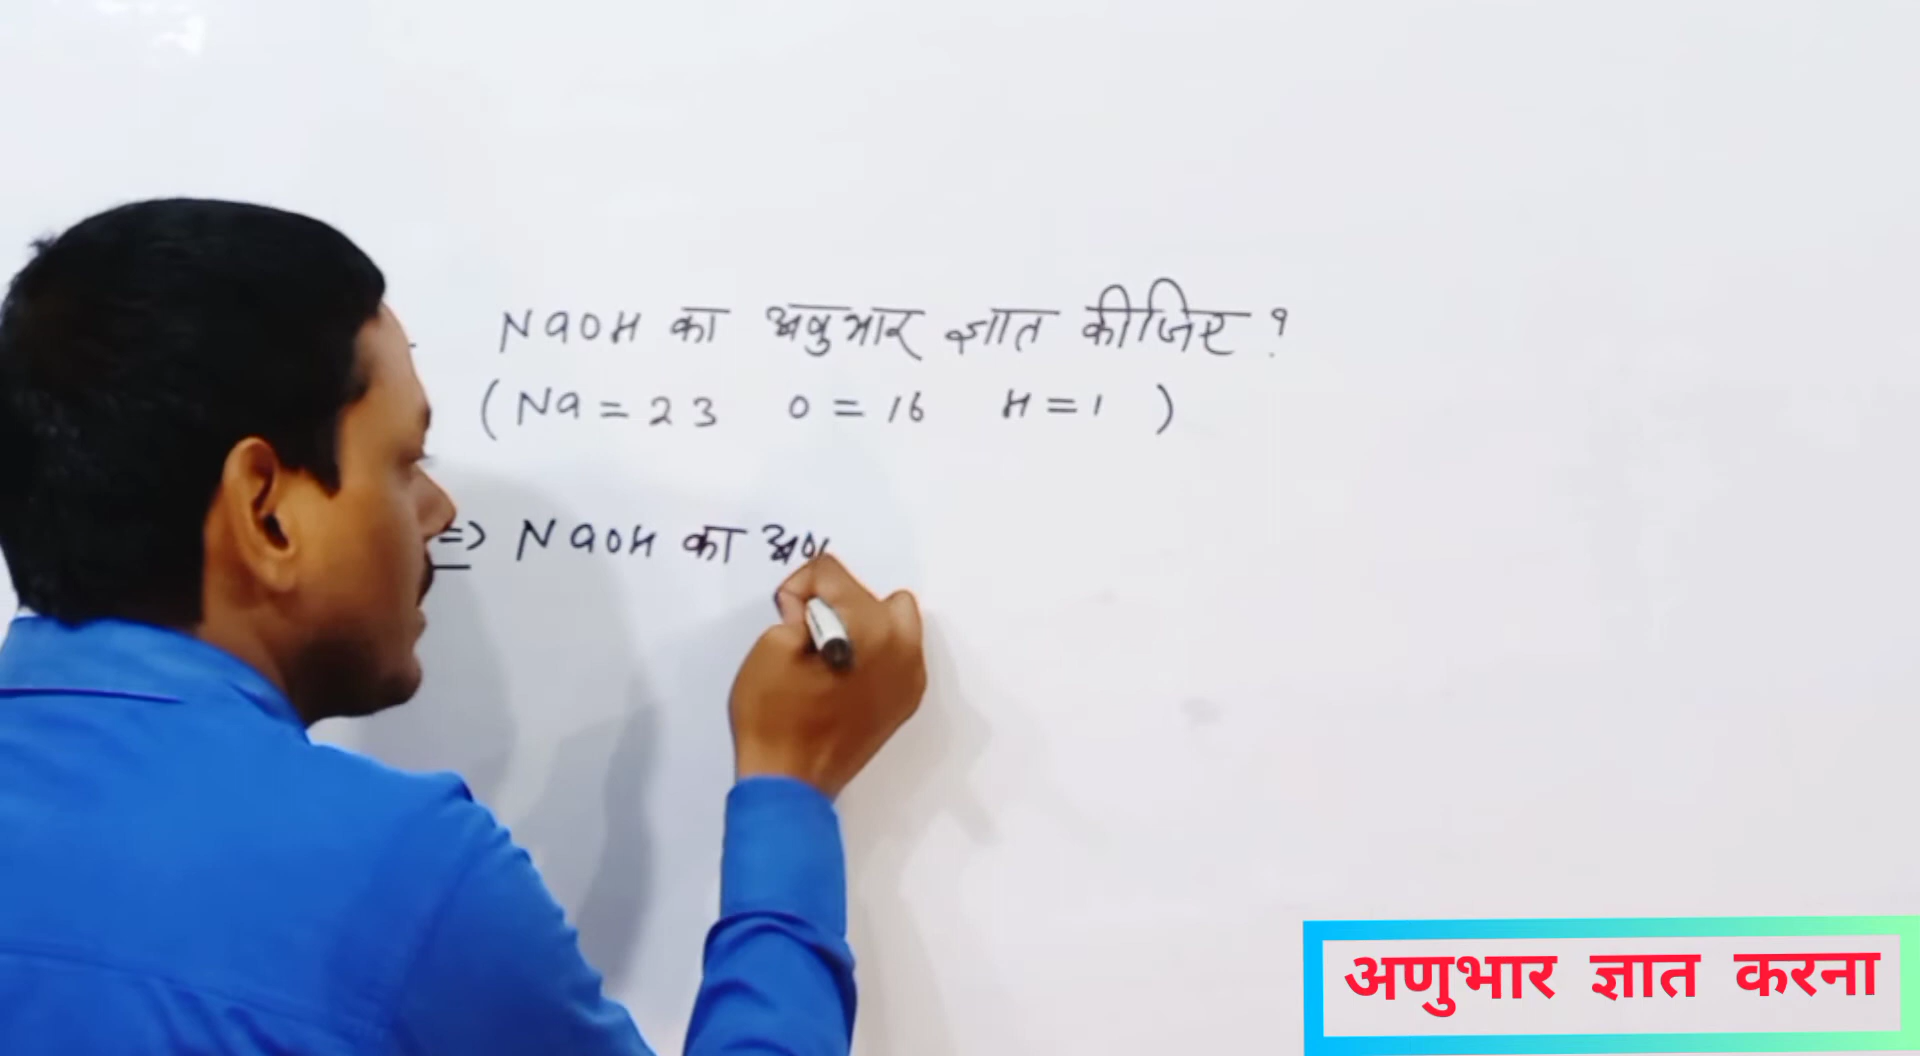 NaOH का अणुभार ज्ञात कीजिए ?
(Na = 23 O = 16 H = 1 )
=> NaOH का अण
अणुभार ज्ञात करना